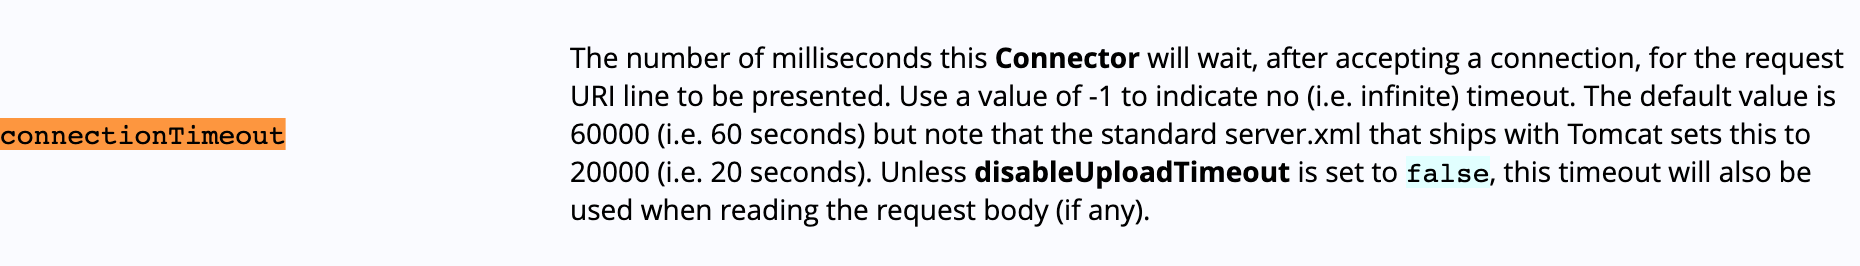 The number of milliseconds this Connector will wait, after accepting a connection, for the request
URI line to be presented. Use a value of -1 to indicate no (i.e. infinite) timeout. The default value is
connectionTimeout
60000 (i.e. 60 seconds) but note that the standard server.xml that ships with Tomcat sets this to
20000 (i.e. 20 seconds). Unless disableUploadTimeout is set to false, this timeout will also be
used when reading the request body (if any).